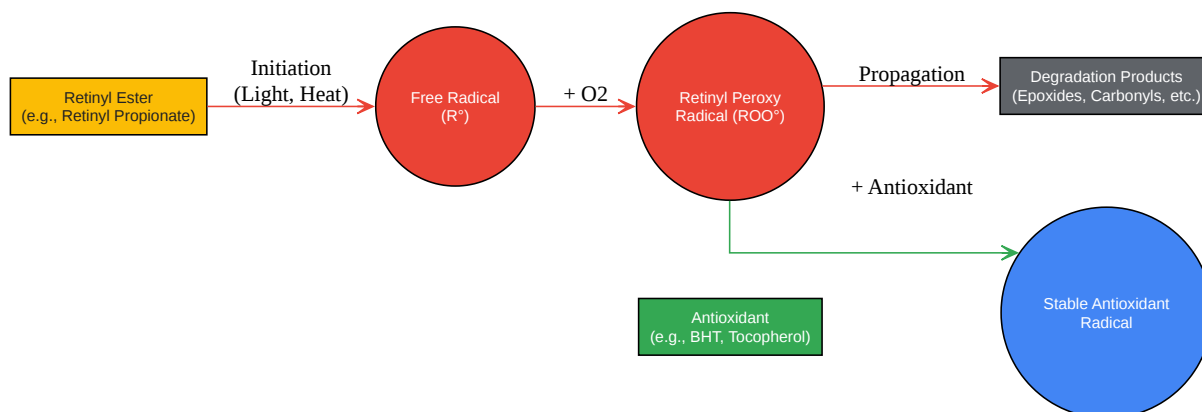 Retinyl Ester
(e.g., Retinyl Propionate)
Initiation
(Light, Heat)
Free Radical
(R°)
+ O2
Retinyl Peroxy
Radical (ROO°)
Propagation
Degradation Products
(Epoxides, Carbonyls, etc.)
+ Antioxidant
Antioxidant
(e.g., BHT, Tocopherol)
Stable Antioxidant
Radical